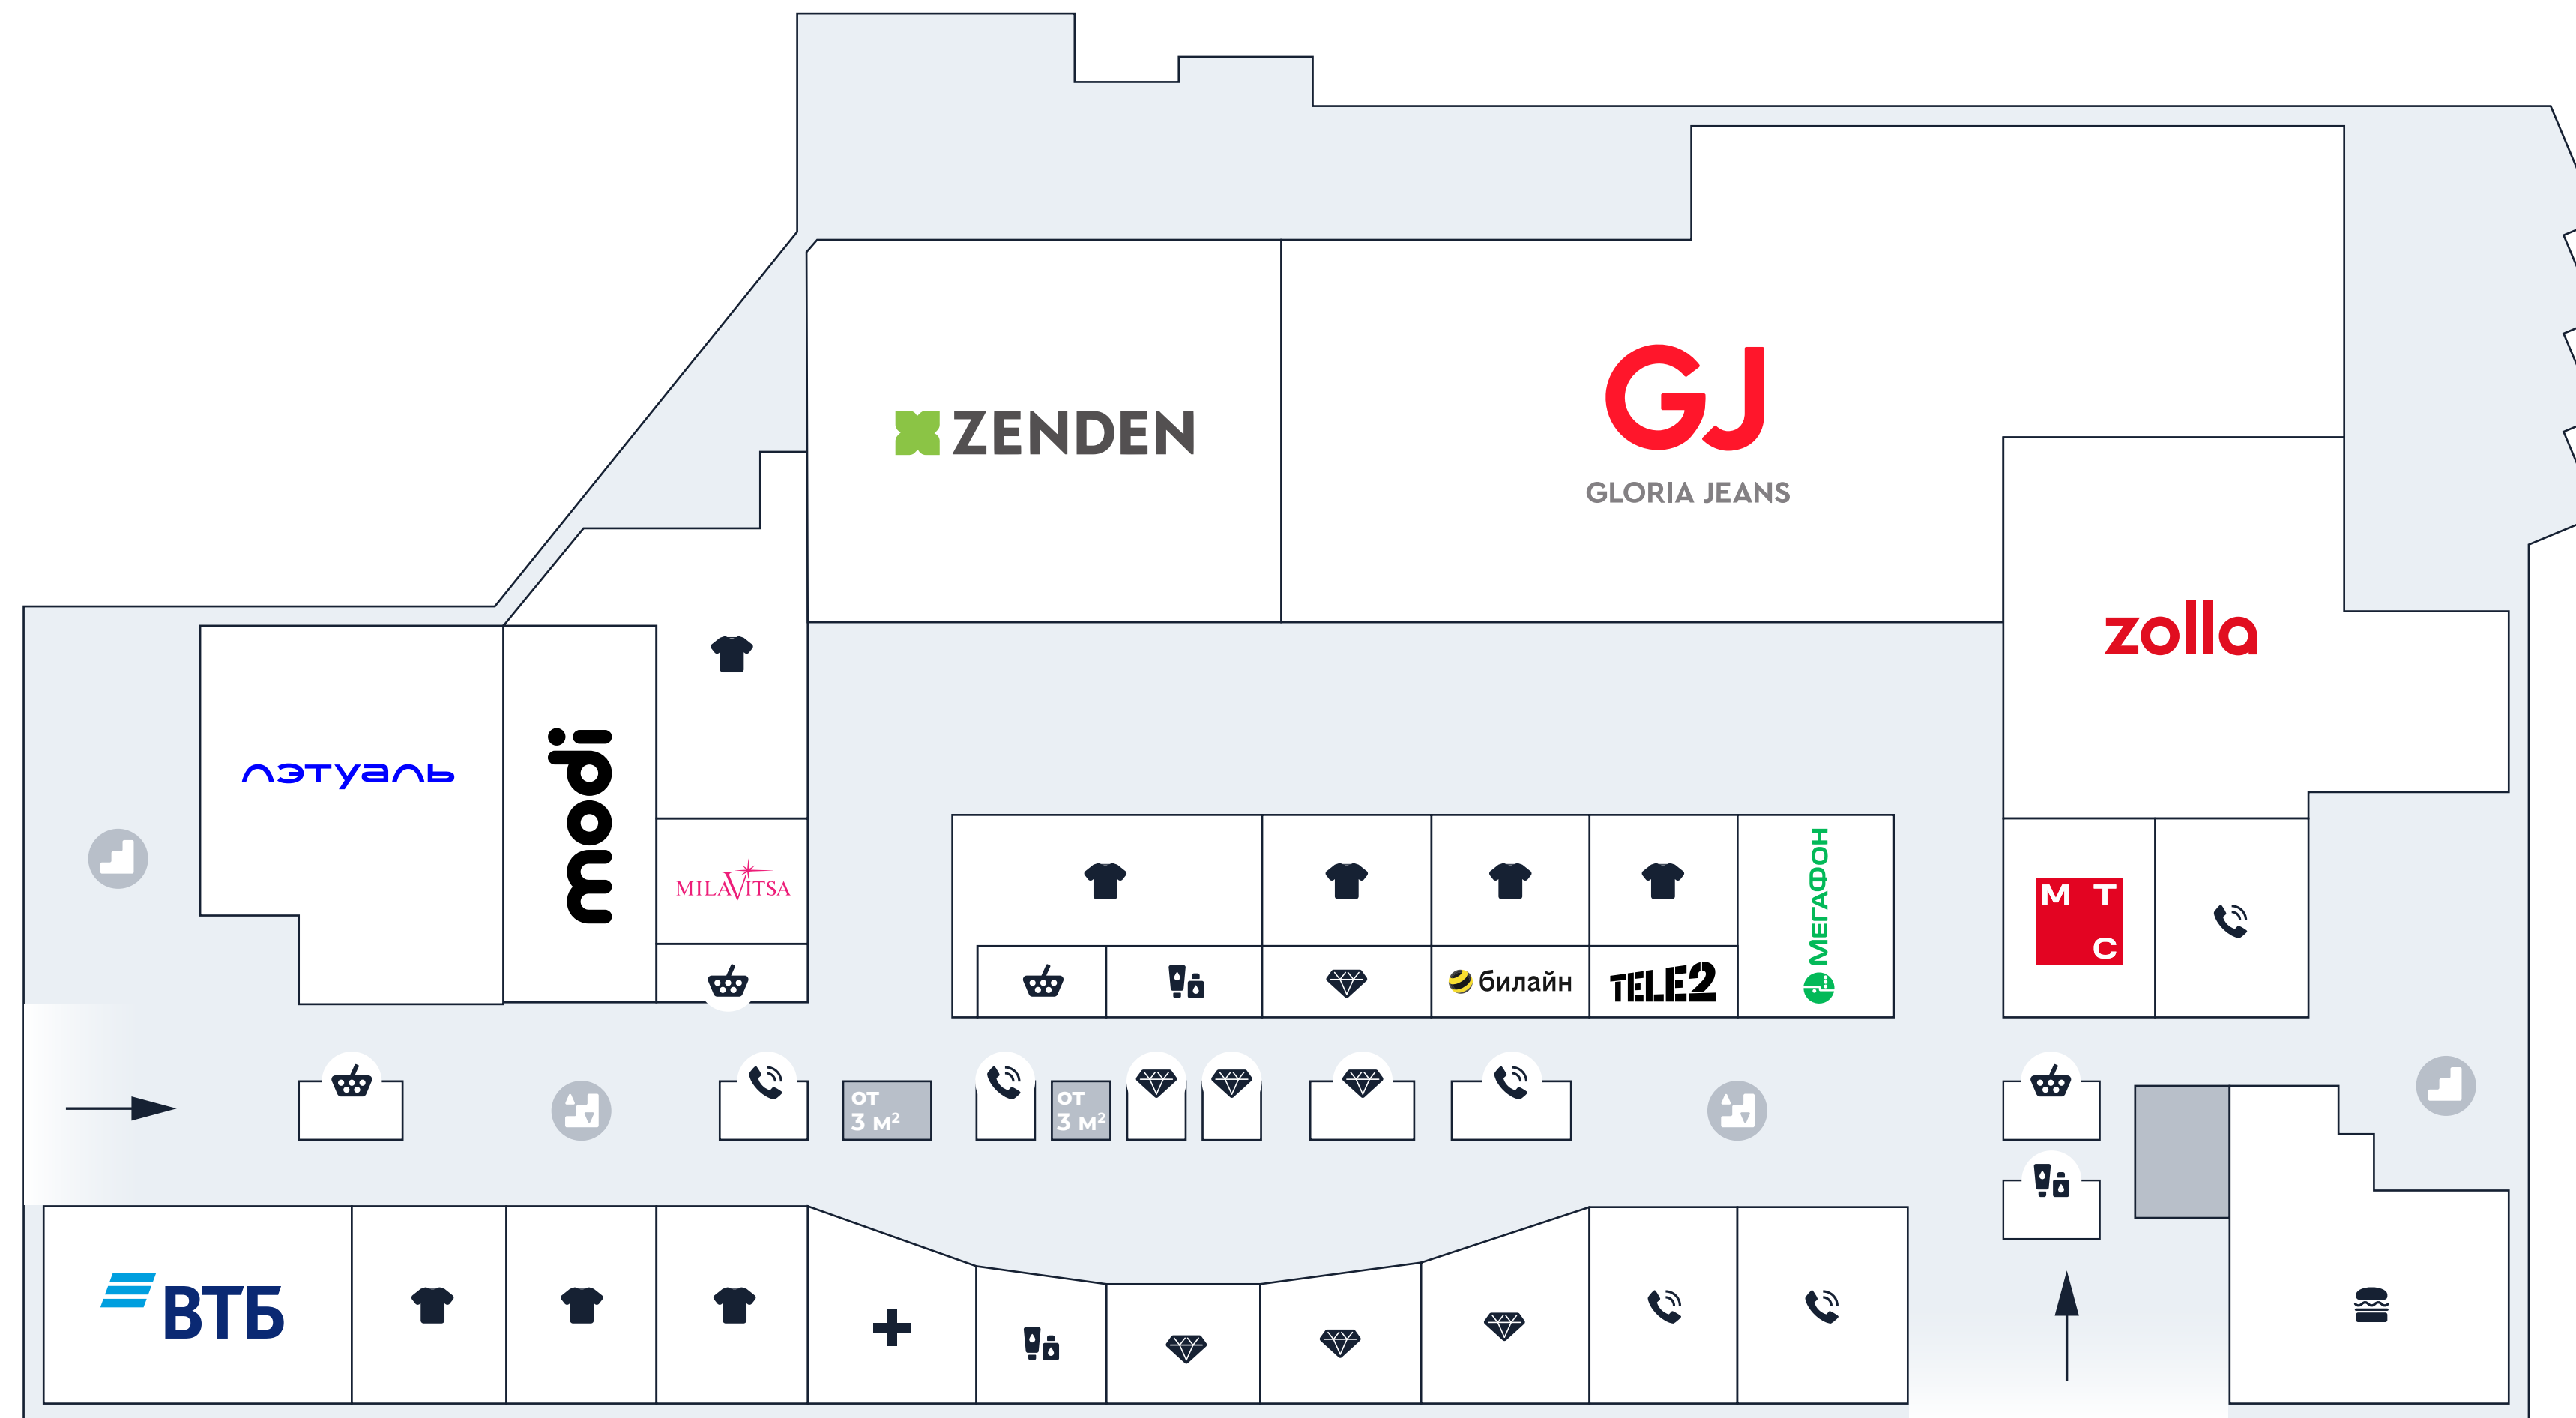 ZENDEN
GJ
GLORIA JEANS
zolla
лэтуаль
modi
MILAVITSA
МЕГАФОН
М Т
С
билайн
TELE2
от
3 м²
от
3 м²
ВТБ